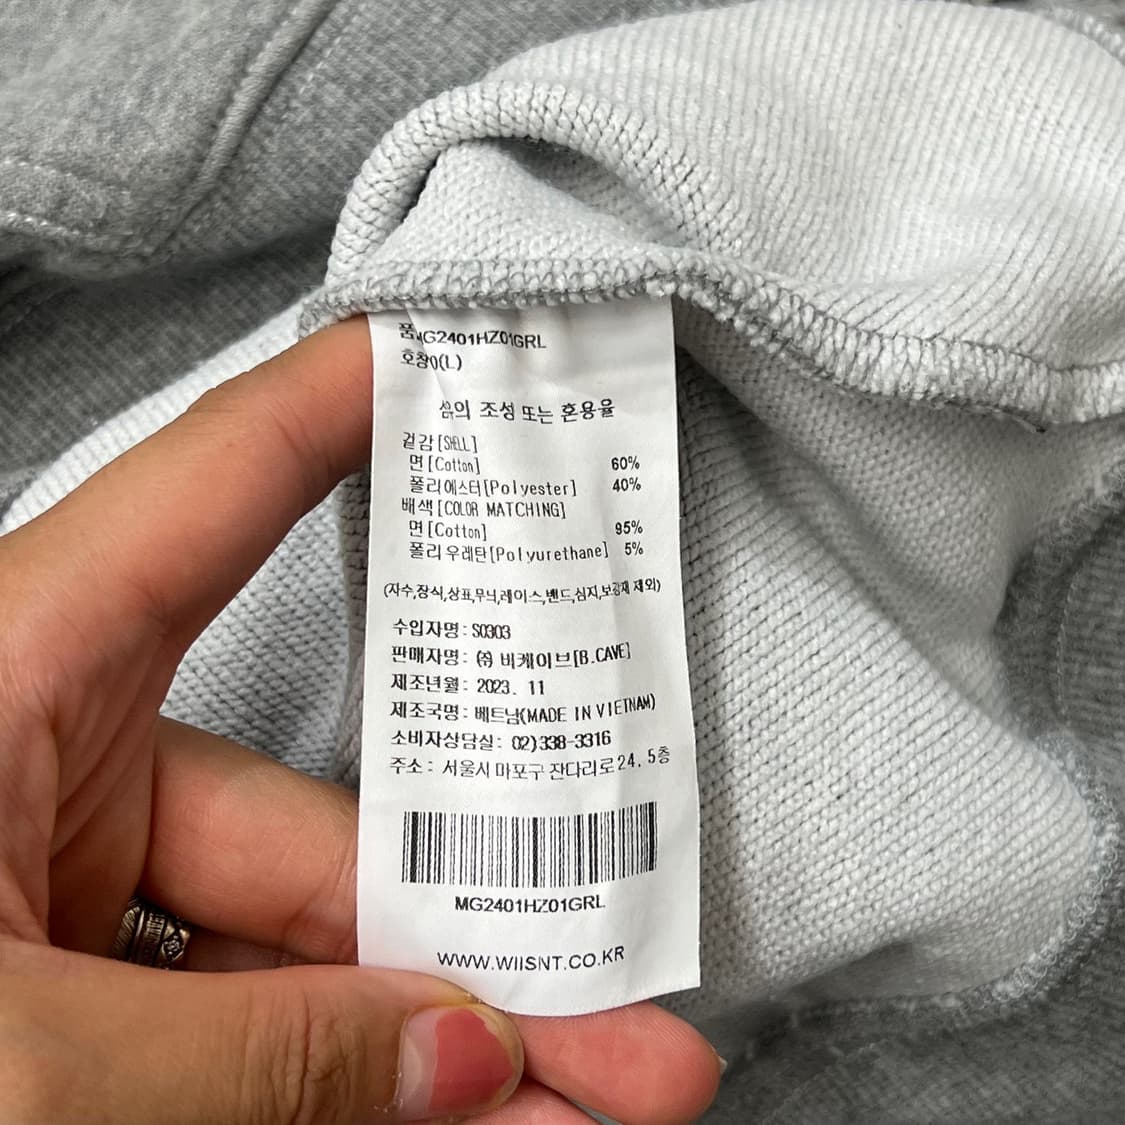 품 MG2401HZ01GRL
호칭 0(L)
섬의 조성 또는 혼용율
겉감[SHELL]
면[Cotton] 60%
폴리에스터[Polyester] 40%
배색[COLOR MATCHING]
면[Cotton] 95%
폴리우레탄[Polyurethane] 5%
(자수,장식,상표,무늬,레이스,밴드,심지,보강재 제외)
수입자명: S0303
판매자명: ㈜ 비케이브[B.CAVE]
제조년월: 2023. 11
제조국명: 베트남(MADE IN VIETNAM)
소비자상담실: 02)338-3316
주소: 서울시 마포구 잔다리로24, 5층
MG2401HZ01GRL
WWW.WIISNT.CO.KR